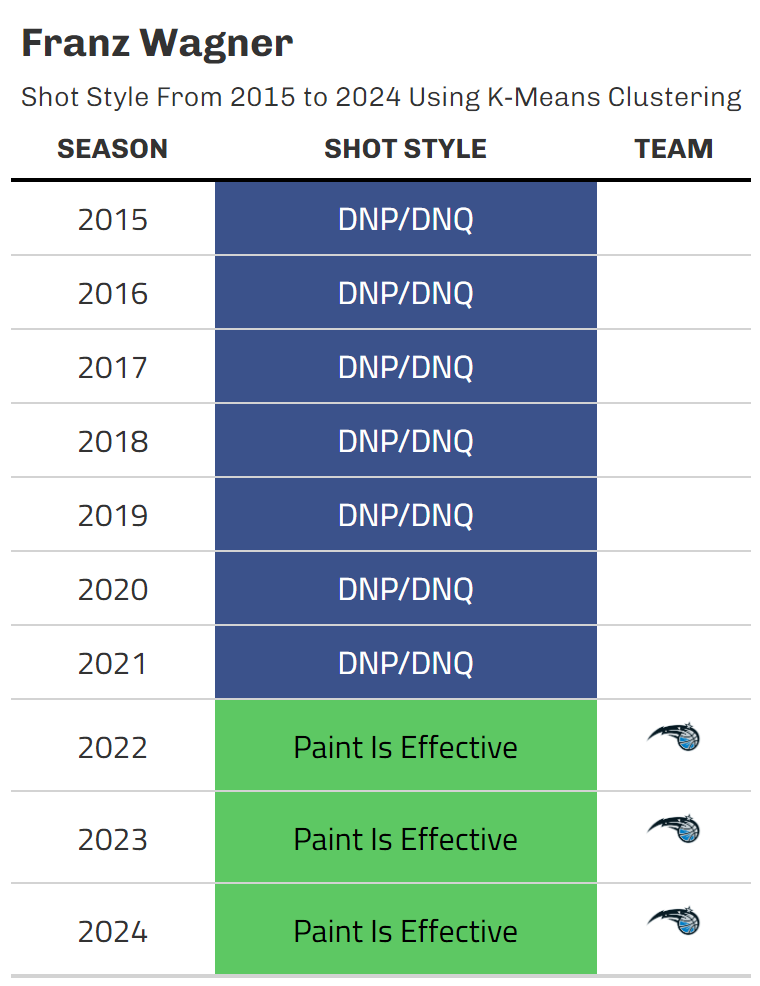 Franz Wagner
Shot Style From 2015 to 2024 Using K-Means Clustering
SEASON SHOT STYLE TEAM
2015 DNP/DNQ
2016 DNP/DNQ
2017 DNP/DNQ
2018 DNP/DNQ
2019 DNP/DNQ
2020 DNP/DNQ
2021 DNP/DNQ
2022 Paint Is Effective
2023 Paint Is Effective
2024 Paint Is Effective